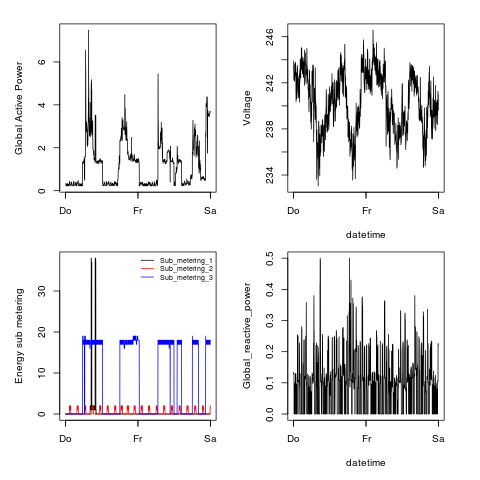 Global Active Power
0 2 4 6
Do Fr Sa
Voltage
234 238 242 246
Do Fr Sa
datetime
Energy sub metering
0 10 20 30
Sub_metering_1
Sub_metering_2
Sub_metering_3
Do Fr Sa
Global_reactive_power
0.0 0.1 0.2 0.3 0.4 0.5
Do Fr Sa
datetime